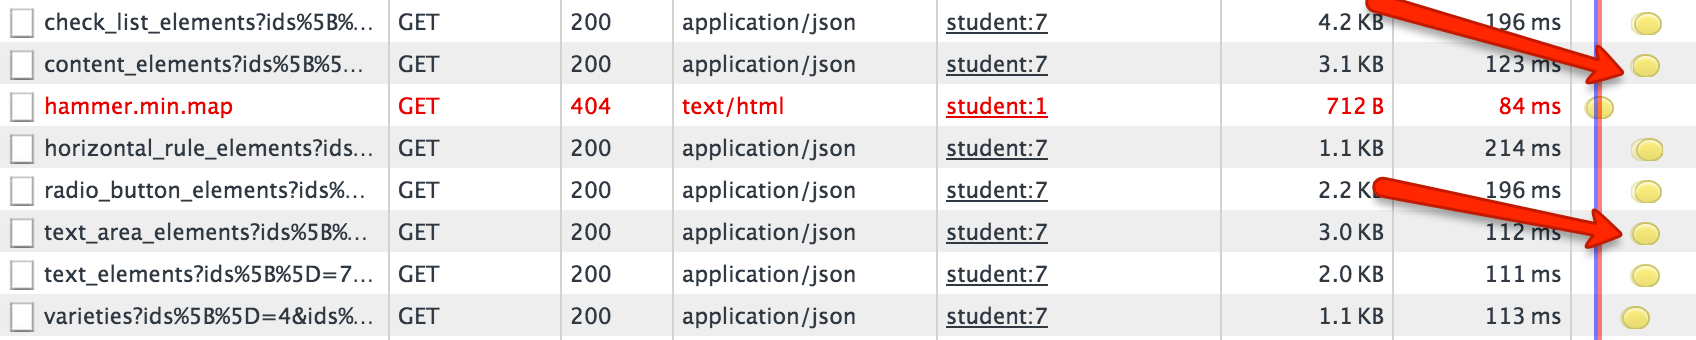 check_list_elements?ids%5B%... GET 200 application/json student:7 4.2 KB 196 ms
content_elements?ids%5B%5... GET 200 application/json student:7 3.1 KB 123 ms
hammer.min.map GET 404 text/html student:1 712 B 84 ms
horizontal_rule_elements?ids... GET 200 application/json student:7 1.1 KB 214 ms
radio_button_elements?ids%... GET 200 application/json student:7 2.2 KB 196 ms
text_area_elements?ids%5B%... GET 200 application/json student:7 3.0 KB 112 ms
text_elements?ids%5B%5D=7... GET 200 application/json student:7 2.0 KB 111 ms
varieties?ids%5B%5D=4&ids%... GET 200 application/json student:7 1.1 KB 113 ms